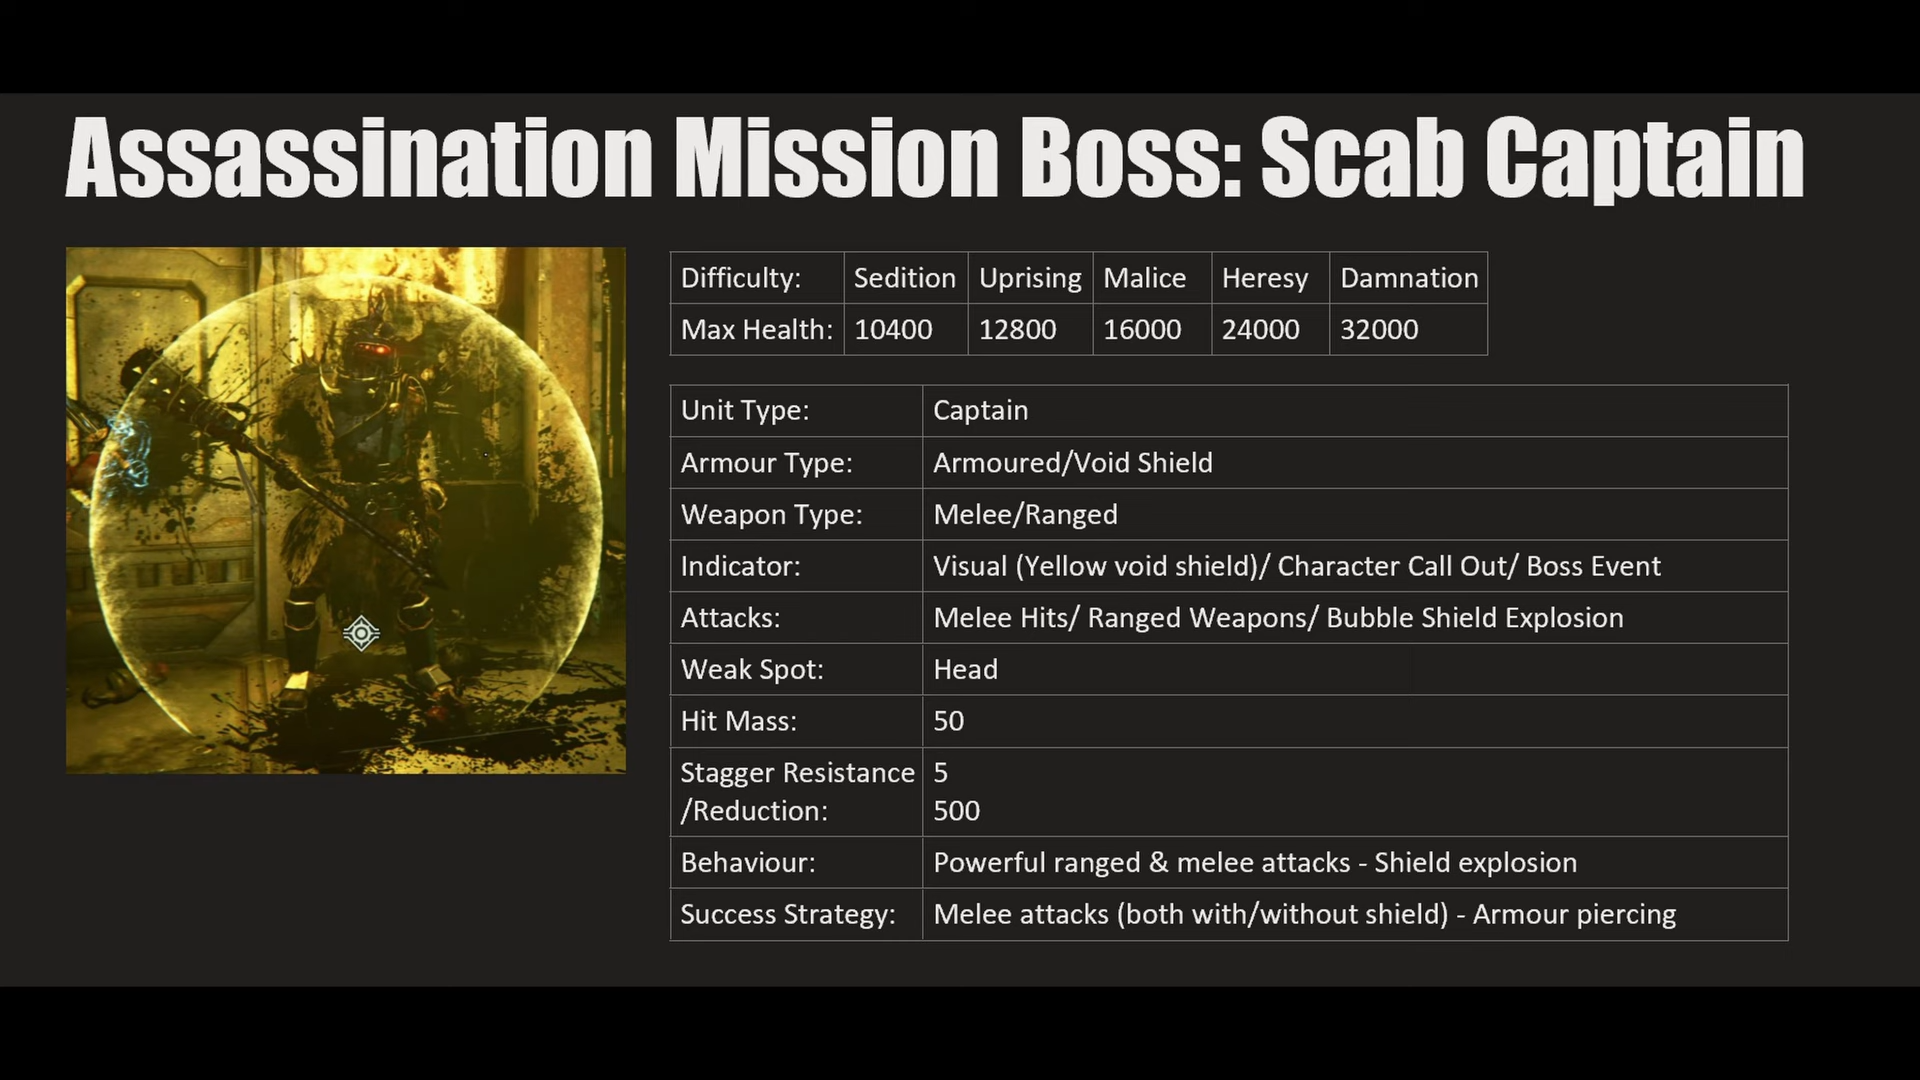 Assassination Mission Boss: Scab Captain
Difficulty: Sedition Uprising Malice Heresy Damnation
Max Health: 10400 12800 16000 24000 32000
Unit Type: Captain
Armour Type: Armoured/Void Shield
Weapon Type: Melee/Ranged
Indicator: Visual (Yellow void shield)/ Character Call Out/ Boss Event
Attacks: Melee Hits/ Ranged Weapons/ Bubble Shield Explosion
Weak Spot: Head
Hit Mass: 50
Stagger Resistance 5
/Reduction: 500
Behaviour: Powerful ranged & melee attacks - Shield explosion
Success Strategy: Melee attacks (both with/without shield) - Armour piercing